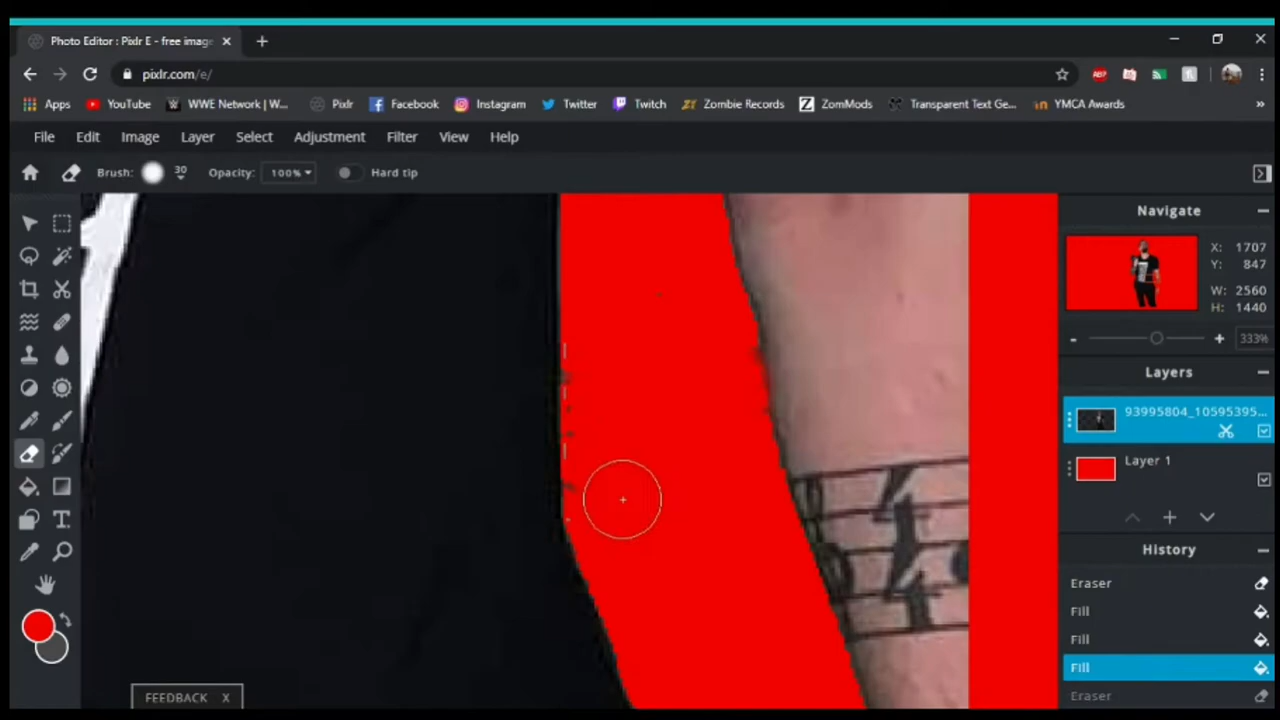 Photo Editor : Pixlr E - free image
pixlr.com/e/
Apps YouTube WWE Network | W... Pixlr Facebook Instagram Twitter Twitch Zombie Records ZomMods Transparent Text Ge... YMCA Awards »
File Edit Image Layer Select Adjustment Filter View Help
Brush: 30 Opacity: 100% Hard tip
Navigate
X: 1707
Y: 847
W: 2560
H: 1440
333%
Layers
93995804_10595395...
Layer 1
History
Eraser
Fill
Fill
Fill
Eraser
FEEDBACK X